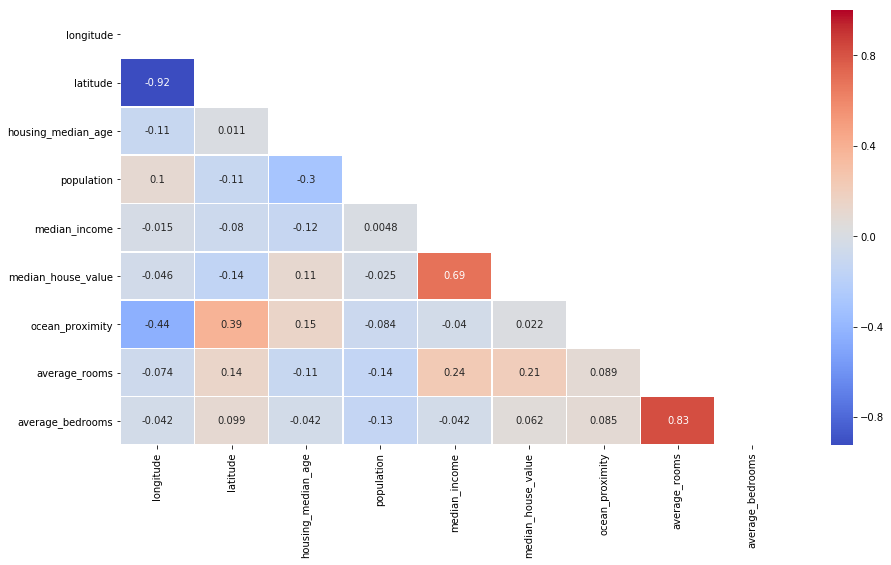 longitude
latitude -0.92
housing_median_age -0.11 0.011
population 0.1 -0.11 -0.3
median_income -0.015 -0.08 -0.12 0.0048
median_house_value -0.046 -0.14 0.11 -0.025 0.69
ocean_proximity -0.44 0.39 0.15 -0.084 -0.04 0.022
average_rooms -0.074 0.14 -0.11 -0.14 0.24 0.21 0.089
average_bedrooms -0.042 0.099 -0.042 -0.13 -0.042 0.062 0.085 0.83
longitude
latitude
housing_median_age
population
median_income
median_house_value
ocean_proximity
average_rooms
average_bedrooms
0.8
0.4
0.0
−0.4
−0.8